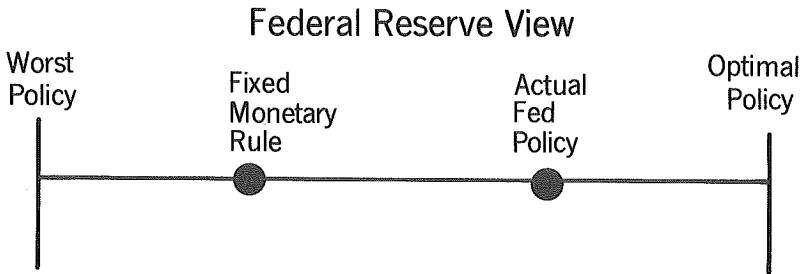 Federal Reserve View
Worst
Policy
Fixed
Monetary
Rule
Actual
Fed
Policy
Optimal
Policy